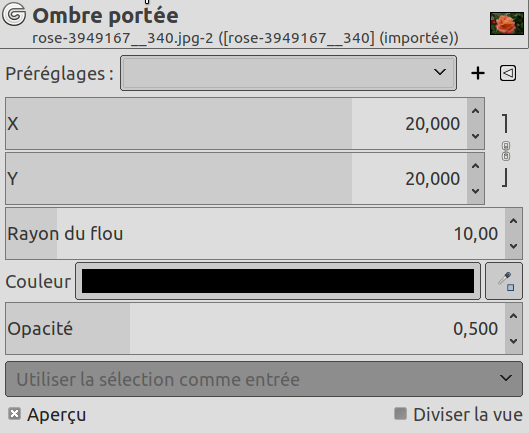 Ombre portée
rose-3949167__340.jpg-2 ([rose-3949167__340] (importée))
Préréglages :
X 20,000
Y 20,000
Rayon du flou 10,00
Couleur
Opacité 0,500
Utiliser la sélection comme entrée
Aperçu Diviser la vue